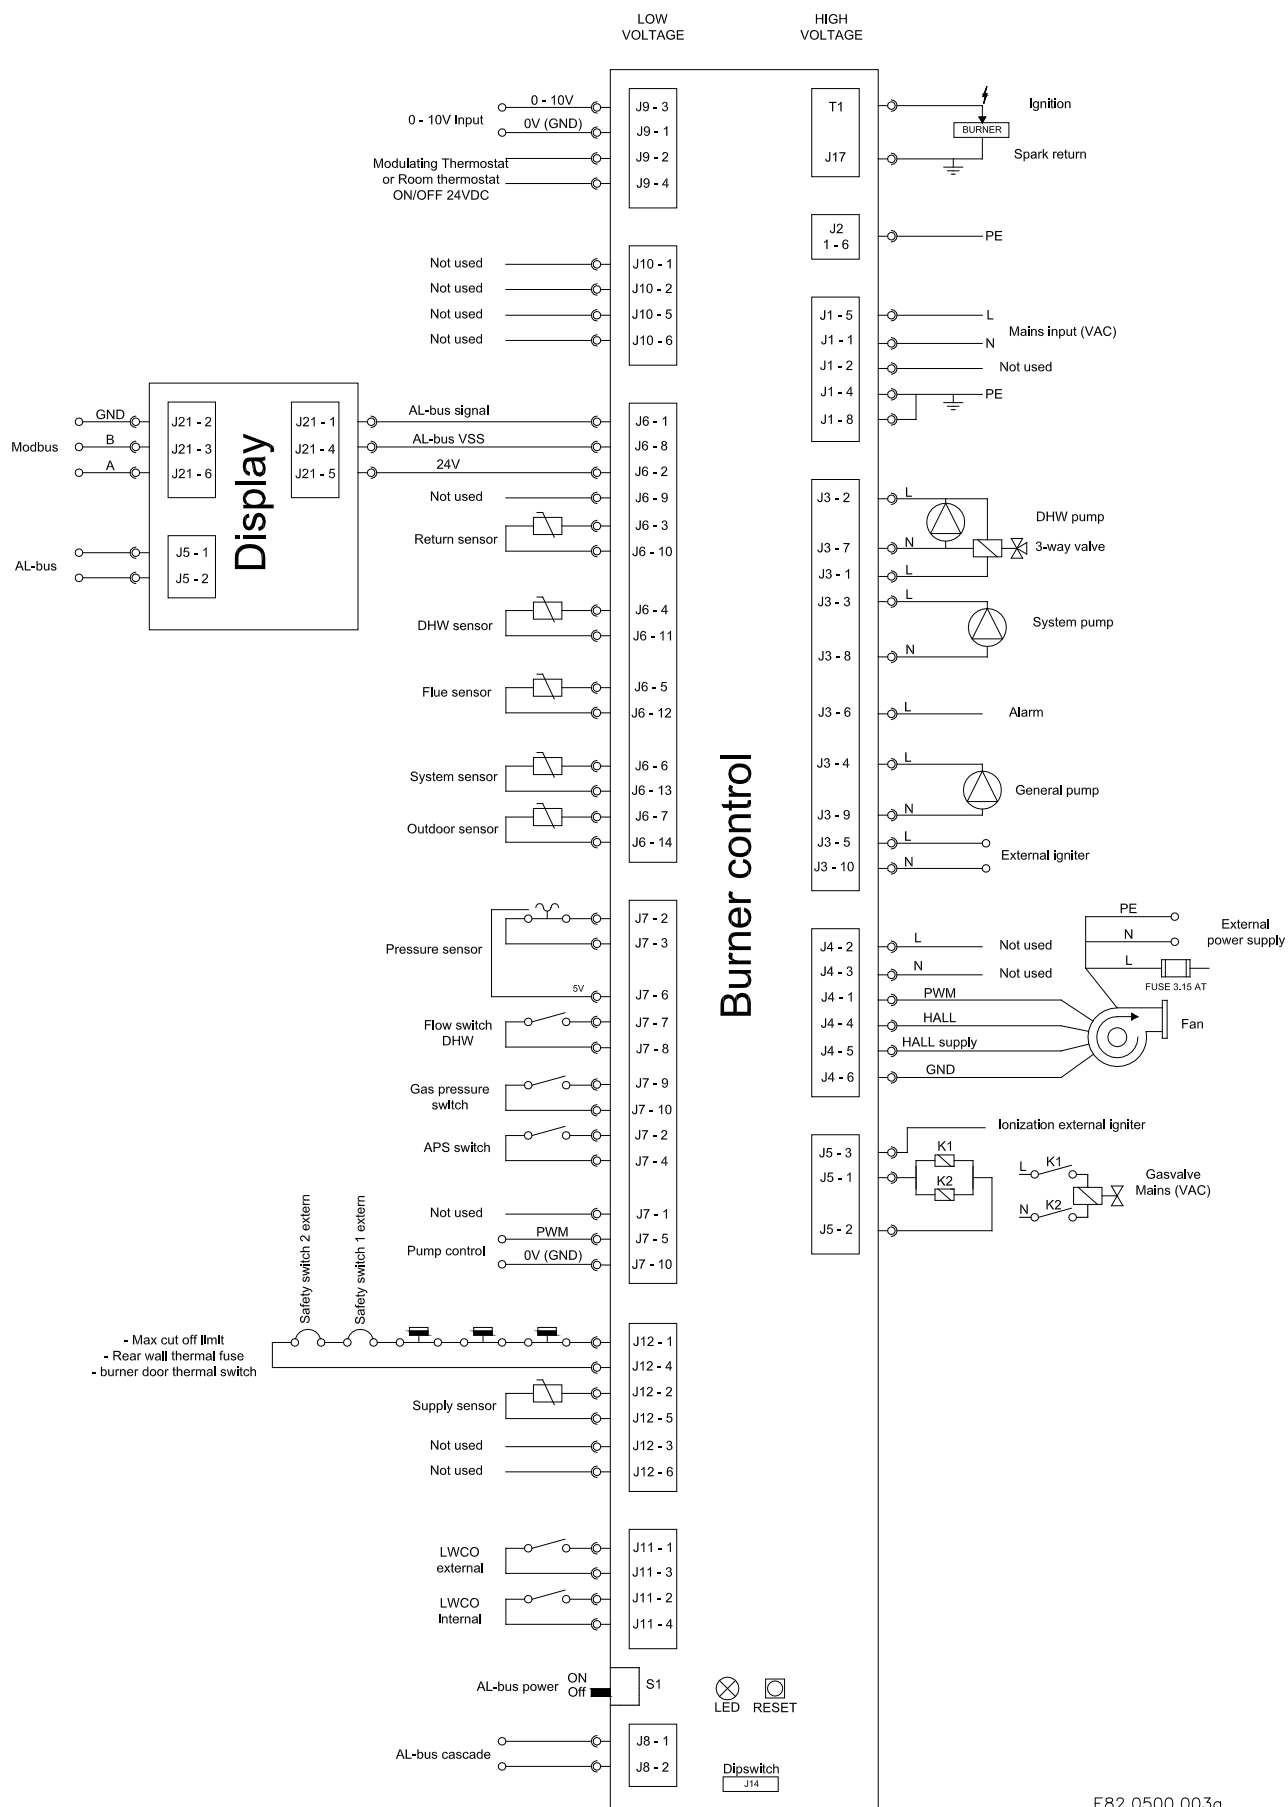 LOW
VOLTAGE
HIGH
VOLTAGE
0 - 10V Input
0 - 10V
0V (GND)
Modulating Thermostat
or Room thermostat
ON/OFF 24VDC
J9 - 3
J9 - 1
J9 - 2
J9 - 4
Not used
Not used
Not used
Not used
J10 - 1
J10 - 2
J10 - 5
J10 - 6
Modbus
GND
B
A
J21 - 2
J21 - 3
J21 - 6
Display
J21 - 1
J21 - 4
J21 - 5
AL-bus
J5 - 1
J5 - 2
AL-bus signal
AL-bus VSS
24V
Not used
Return sensor
DHW sensor
Flue sensor
System sensor
Outdoor sensor
J6 - 1
J6 - 8
J6 - 2
J6 - 9
J6 - 3
J6 - 10
J6 - 4
J6 - 11
J6 - 5
J6 - 12
J6 - 6
J6 - 13
J6 - 7
J6 - 14
Pressure sensor
5V
Flow switch
DHW
Gas pressure
switch
APS switch
Not used
Pump control
PWM
0V (GND)
J7 - 2
J7 - 3
J7 - 6
J7 - 7
J7 - 8
J7 - 9
J7 - 10
J7 - 2
J7 - 4
J7 - 1
J7 - 5
J7 - 10
Safety switch 2 extern
Safety switch 1 extern
- Max cut off limit
- Rear wall thermal fuse
- burner door thermal switch
Supply sensor
Not used
Not used
J12 - 1
J12 - 4
J12 - 2
J12 - 5
J12 - 3
J12 - 6
LWCO
external
LWCO
Internal
J11 - 1
J11 - 3
J11 - 2
J11 - 4
AL-bus power
ON
Off
S1
LED
RESET
AL-bus cascade
J8 - 1
J8 - 2
Dipswitch
J14
Burner control
T1
J17
Ignition
BURNER
Spark return
J2
1 - 6
PE
J1 - 5
J1 - 1
J1 - 2
J1 - 4
J1 - 8
L
N
Mains input (VAC)
Not used
PE
J3 - 2
J3 - 7
J3 - 1
J3 - 3
J3 - 8
J3 - 6
J3 - 4
J3 - 9
J3 - 5
J3 - 10
L
N
L
DHW pump
3-way valve
L
N
System pump
L
Alarm
L
N
General pump
L
N
External igniter
J4 - 2
J4 - 3
J4 - 1
J4 - 4
J4 - 5
J4 - 6
L
Not used
N
Not used
PWM
HALL
HALL supply
GND
PE
N
L
External
power supply
FUSE 3.15 AT
Fan
J5 - 3
J5 - 1
J5 - 2
Ionization external igniter
K1
K2
L
K1
N
K2
Gasvalve
Mains (VAC)
E82.0500.003g